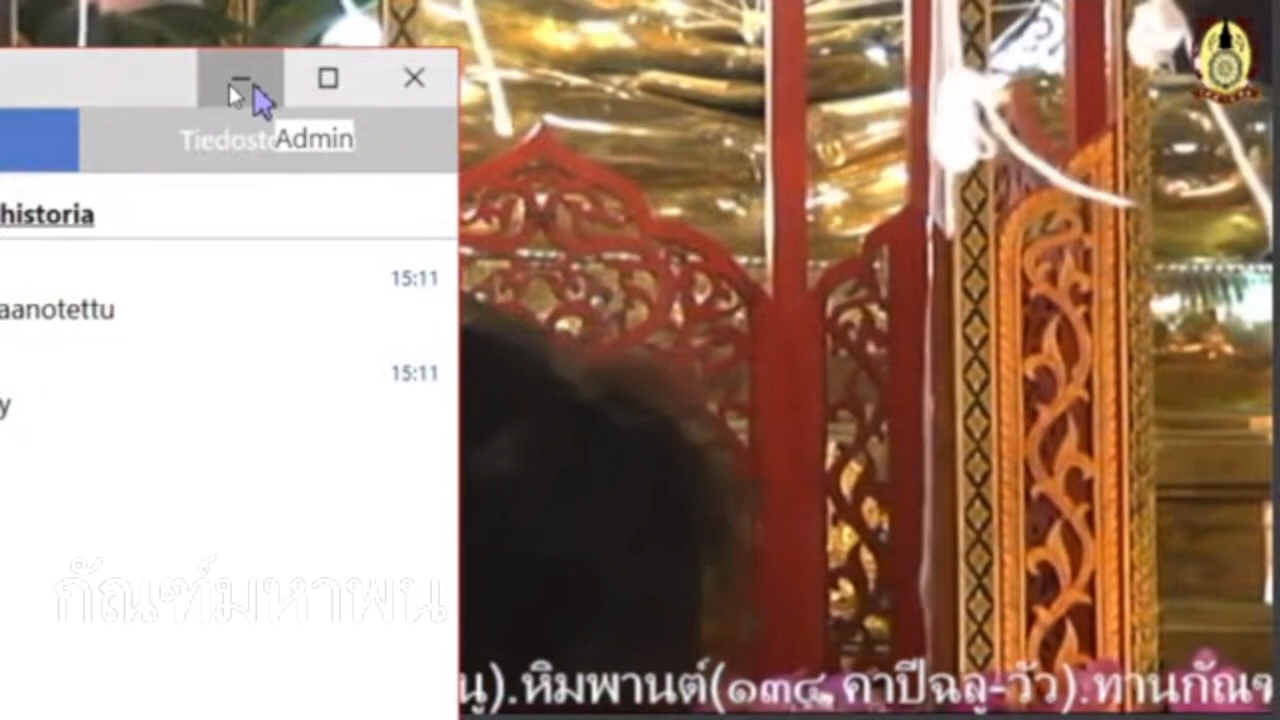 Tiedosto
Admin
historia
15:11
aanotettu
15:11
y
กัณฑ์มหาพน
นู).หิมพานต์(๑๓๔ คาปีฉลู-วัว).ทานกัณฑ